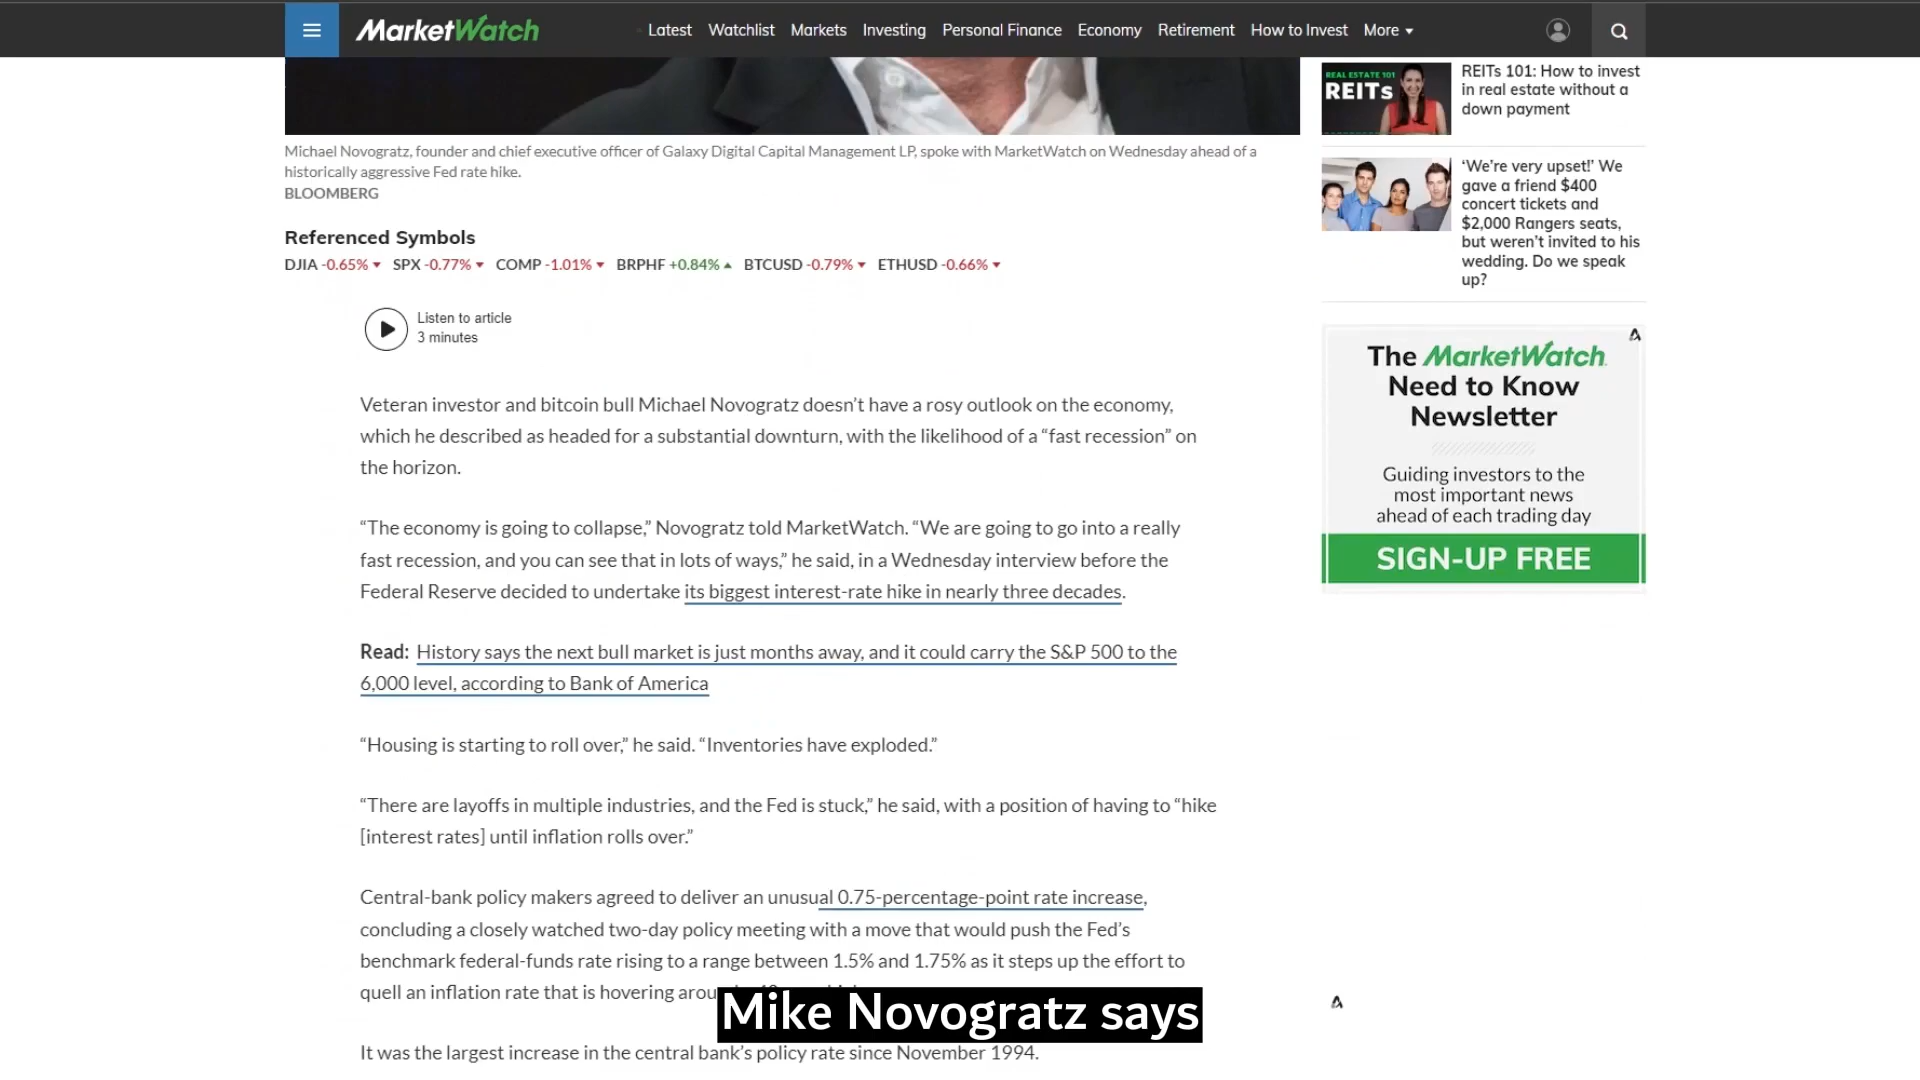 MarketWatch
Latest Watchlist Markets Investing Personal Finance Economy Retirement How to Invest More
Michael Novogratz, founder and chief executive officer of Galaxy Digital Capital Management LP, spoke with MarketWatch on Wednesday ahead of a
historically aggressive Fed rate hike.
BLOOMBERG
Referenced Symbols
DJIA -0.65% SPX -0.77% COMP -1.01% BRPHF +0.84% BTCUSD -0.79% ETHUSD -0.66%
Listen to article
3 minutes
Veteran investor and bitcoin bull Michael Novogratz doesn’t have a rosy outlook on the economy,
which he described as headed for a substantial downturn, with the likelihood of a “fast recession” on
the horizon.
“The economy is going to collapse,” Novogratz told MarketWatch. “We are going to go into a really
fast recession, and you can see that in lots of ways,” he said, in a Wednesday interview before the
Federal Reserve decided to undertake its biggest interest-rate hike in nearly three decades.
Read: History says the next bull market is just months away, and it could carry the S&P 500 to the
6,000 level, according to Bank of America
“Housing is starting to roll over,” he said. “Inventories have exploded.”
“There are layoffs in multiple industries, and the Fed is stuck,” he said, with a position of having to “hike
[interest rates] until inflation rolls over.”
Central-bank policy makers agreed to deliver an unusual 0.75-percentage-point rate increase,
concluding a closely watched two-day policy meeting with a move that would push the Fed’s
benchmark federal-funds rate rising to a range between 1.5% and 1.75% as it steps up the effort to
quell an inflation rate that is hovering
Mike Novogratz says
It was the largest increase in the central bank’s policy rate since November 1994.
REAL ESTATE 101
REITs
REITs 101: How to invest
in real estate without a
down payment
‘We’re very upset!’ We
gave a friend $400
concert tickets and
$2,000 Rangers seats,
but weren’t invited to his
wedding. Do we speak
up?
The MarketWatch
Need to Know
Newsletter
Guiding investors to the
most important news
ahead of each trading day
SIGN-UP FREE